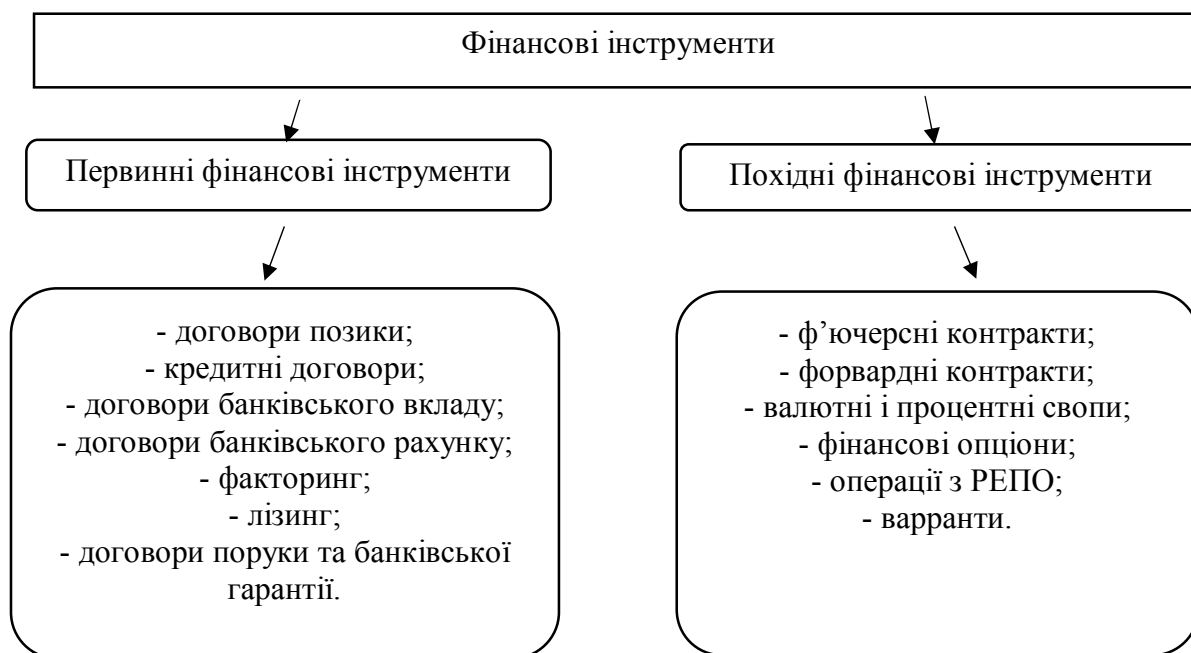 Фінансові інструменти
Первинні фінансові інструменти
Похідні фінансові інструменти
- договори позики;
- кредитні договори;
- договори банківського вкладу;
- договори банківського рахунку;
- факторинг;
- лізинг;
- договори поруки та банківської
гарантії.
- ф’ючерсні контракти;
- форвардні контракти;
- валютні і процентні свопи;
- фінансові опціони;
- операції з РЕПО;
- варранти.